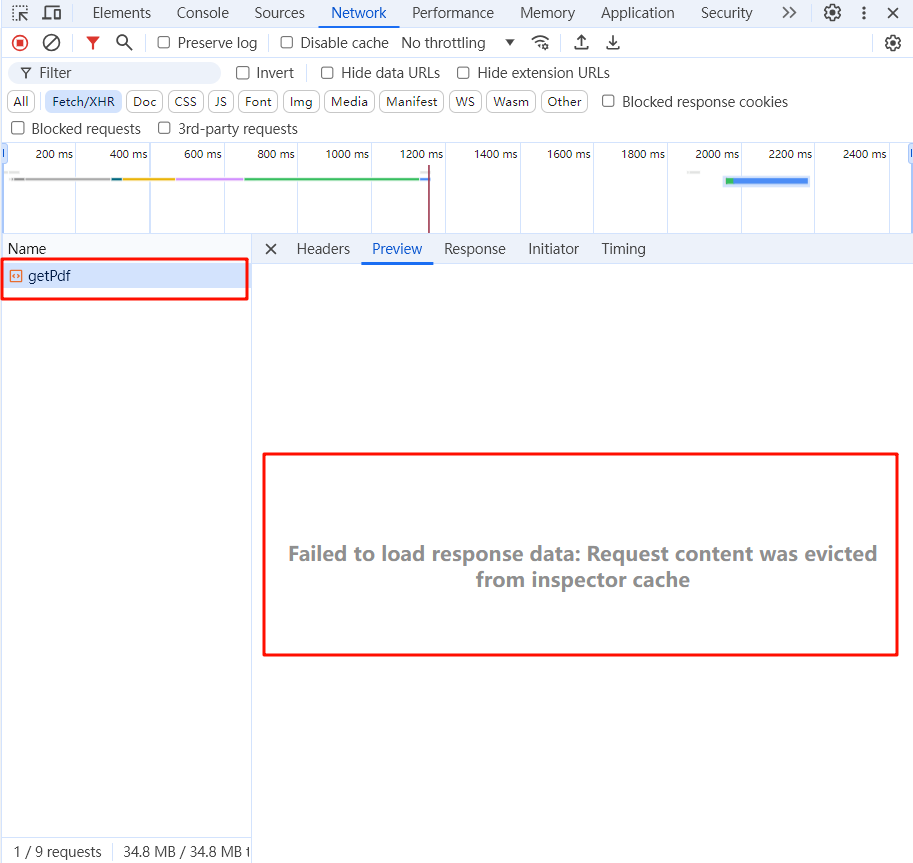 Elements Console Sources Network Performance Memory Application Security
Preserve log Disable cache No throttling
Filter Invert Hide data URLs Hide extension URLs
All Fetch/XHR Doc CSS JS Font Img Media Manifest WS Wasm Other Blocked response cookies
Blocked requests 3rd-party requests
200 ms 400 ms 600 ms 800 ms 1000 ms 1200 ms 1400 ms 1600 ms 1800 ms 2000 ms 2200 ms 2400 ms
Name Headers Preview Response Initiator Timing
getPdf
Failed to load response data: Request content was evicted
from inspector cache
1 / 9 requests 34.8 MB / 34.8 MB t